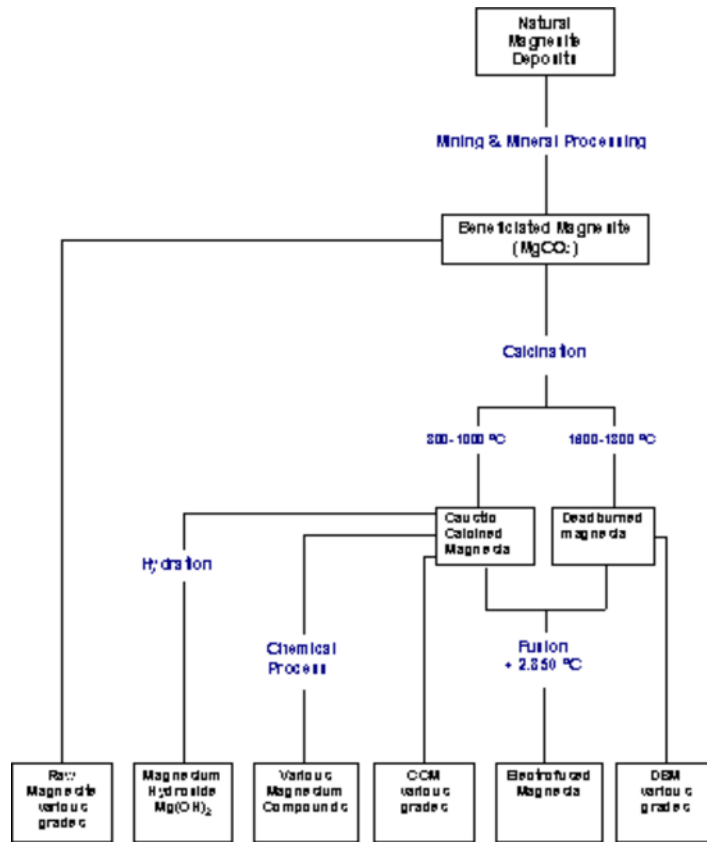 Natural
Magnesite
Deposits
Mining & Mineral Processing
Beneficiated Magnesite
(MgCO₃)
Calcination
800-1000 ºC
1600-1800 ºC
Caustic
Calcined
Magnesia
Deadburned
magnesia
Hydration
Chemical
Process
Fusion
+ 2.850 ºC
Raw
Magnesite
various
grades
Magnesium
Hydroxide
Mg(OH)₂
Various
Magnesium
Compounds
CCM
various
grades
Electrofused
Magnesia
DBM
various
grades